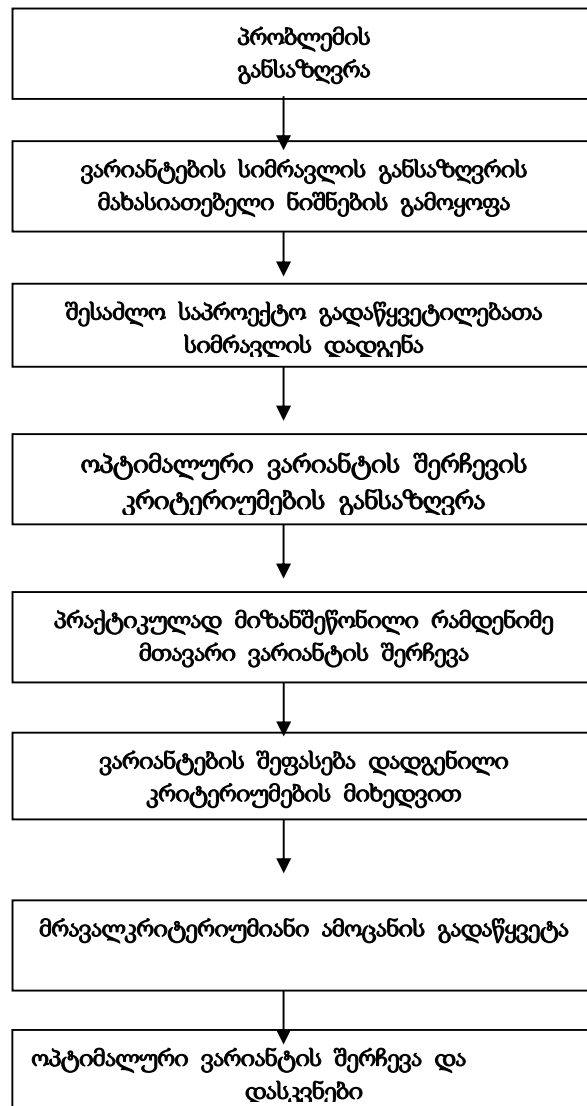 პრობლემის
განსაზღვრა
ვარიანტების სიმრავლის განსაზღვრის
მახასიათებელი ნიშნების გამოყოფა
შესაძლო საპროექტო გადაწყვეტილებათა
სიმრავლის დადგენა
ოპტიმალური ვარიანტის შერჩევის
კრიტერიუმების განსაზღვრა
პრაქტიკულად მიზანშეწონილი რამდენიმე
მთავარი ვარიანტის შერჩევა
ვარიანტების შეფასება დადგენილი
კრიტერიუმების მიხედვით
მრავალკრიტერიუმიანი ამოცანის გადაწყვეტა
ოპტიმალური ვარიანტის შერჩევა და
დასკვნები